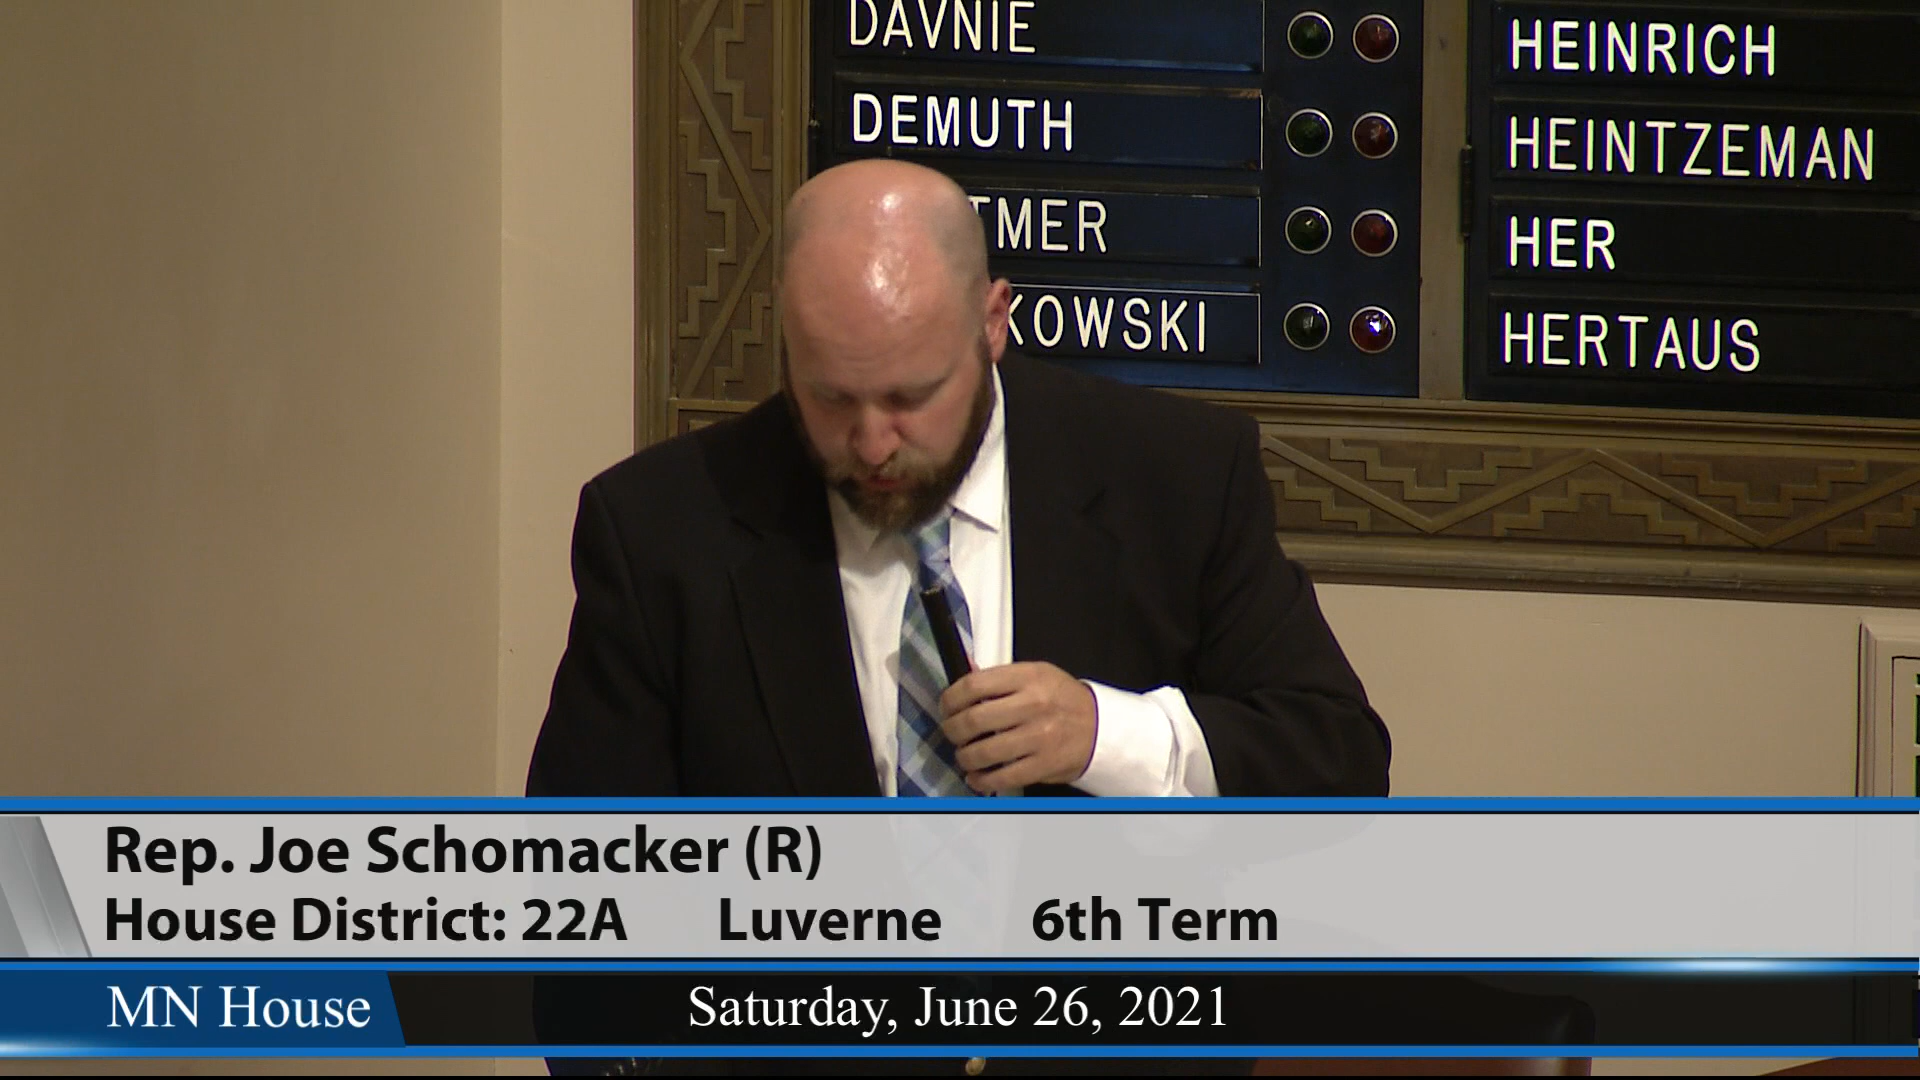 DAVNIE
DEMUTH
TMER
KOWSKI
HEINRICH
HEINTZEMAN
HER
HERTAUS
Rep. Joe Schomacker (R)
House District: 22A Luverne 6th Term
MN House Saturday, June 26, 2021